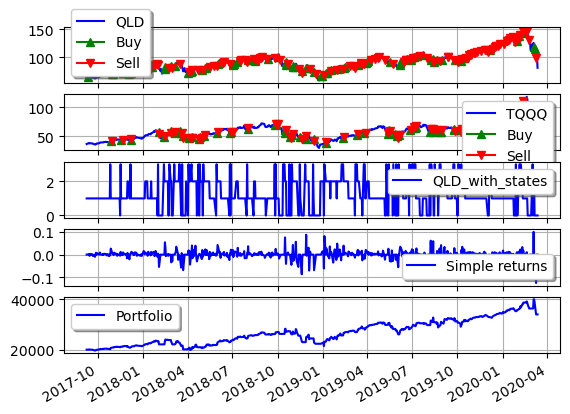 150
100
QLD
Buy
Sell
100
50
TQQQ
Buy
Sell
2
0
QLD_with_states
0.1
0.0
−0.1
Simple returns
40000
20000
Portfolio
2017-10
2018-01
2018-04
2018-07
2018-10
2019-01
2019-04
2019-07
2019-10
2020-01
2020-04